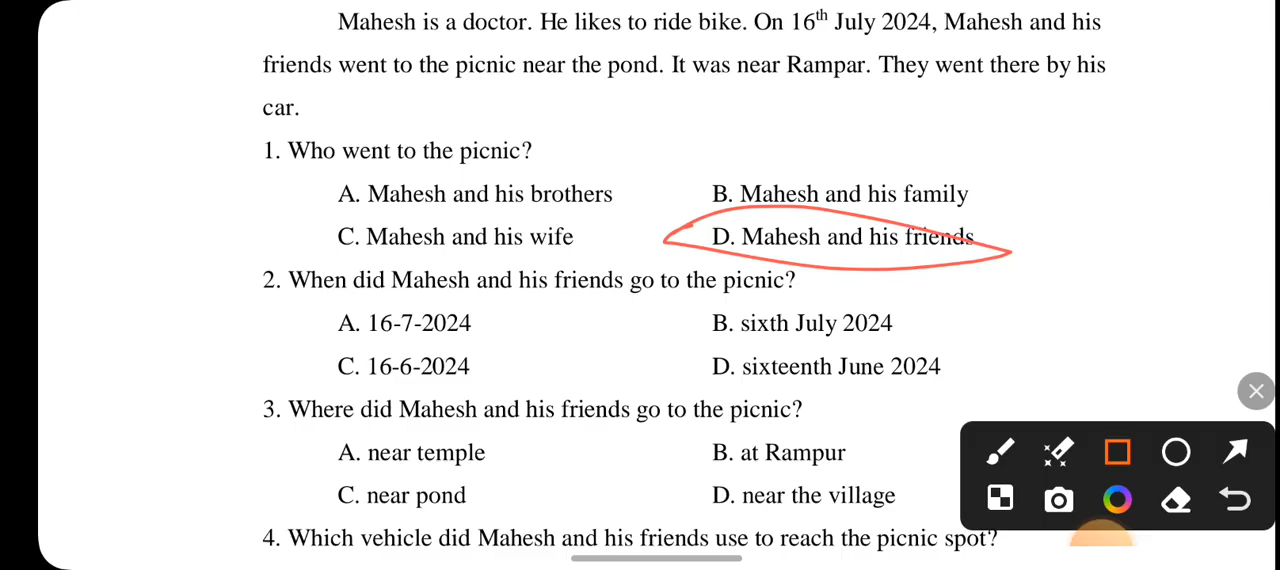 Mahesh is a doctor. He likes to ride bike. On 16th July 2024, Mahesh and his
friends went to the picnic near the pond. It was near Rampar. They went there by his
car.
1. Who went to the picnic?
A. Mahesh and his brothers B. Mahesh and his family
C. Mahesh and his wife D. Mahesh and his friends
2. When did Mahesh and his friends go to the picnic?
A. 16-7-2024 B. sixth July 2024
C. 16-6-2024 D. sixteenth June 2024
3. Where did Mahesh and his friends go to the picnic?
A. near temple B. at Rampur
C. near pond D. near the village
4. Which vehicle did Mahesh and his friends use to reach the picnic spot?